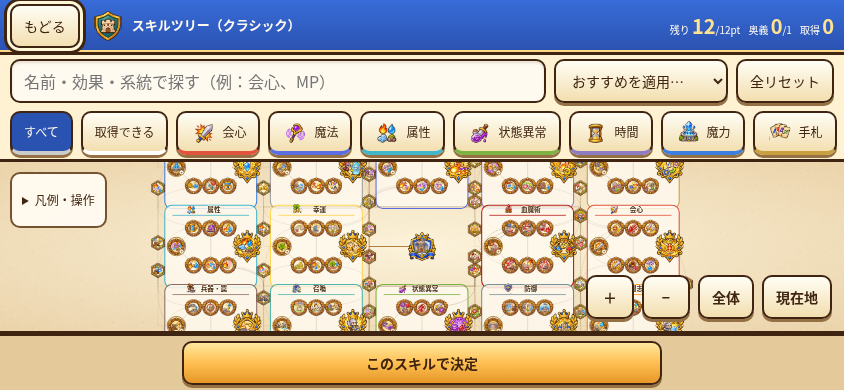 もどる
スキルツリー（クラシック）
残り 12/12pt 奥義 0/1 取得 0
名前・効果・系統で探す（例：会心、MP）
おすすめを適用…
全リセット
すべて
取得できる
会心
魔法
属性
状態異常
時間
魔力
手札
▶ 凡例・操作
属性
幸運
血魔術
会心
兵器・罠
召喚
状態異常
防御
＋
－
全体
現在地
このスキルで決定